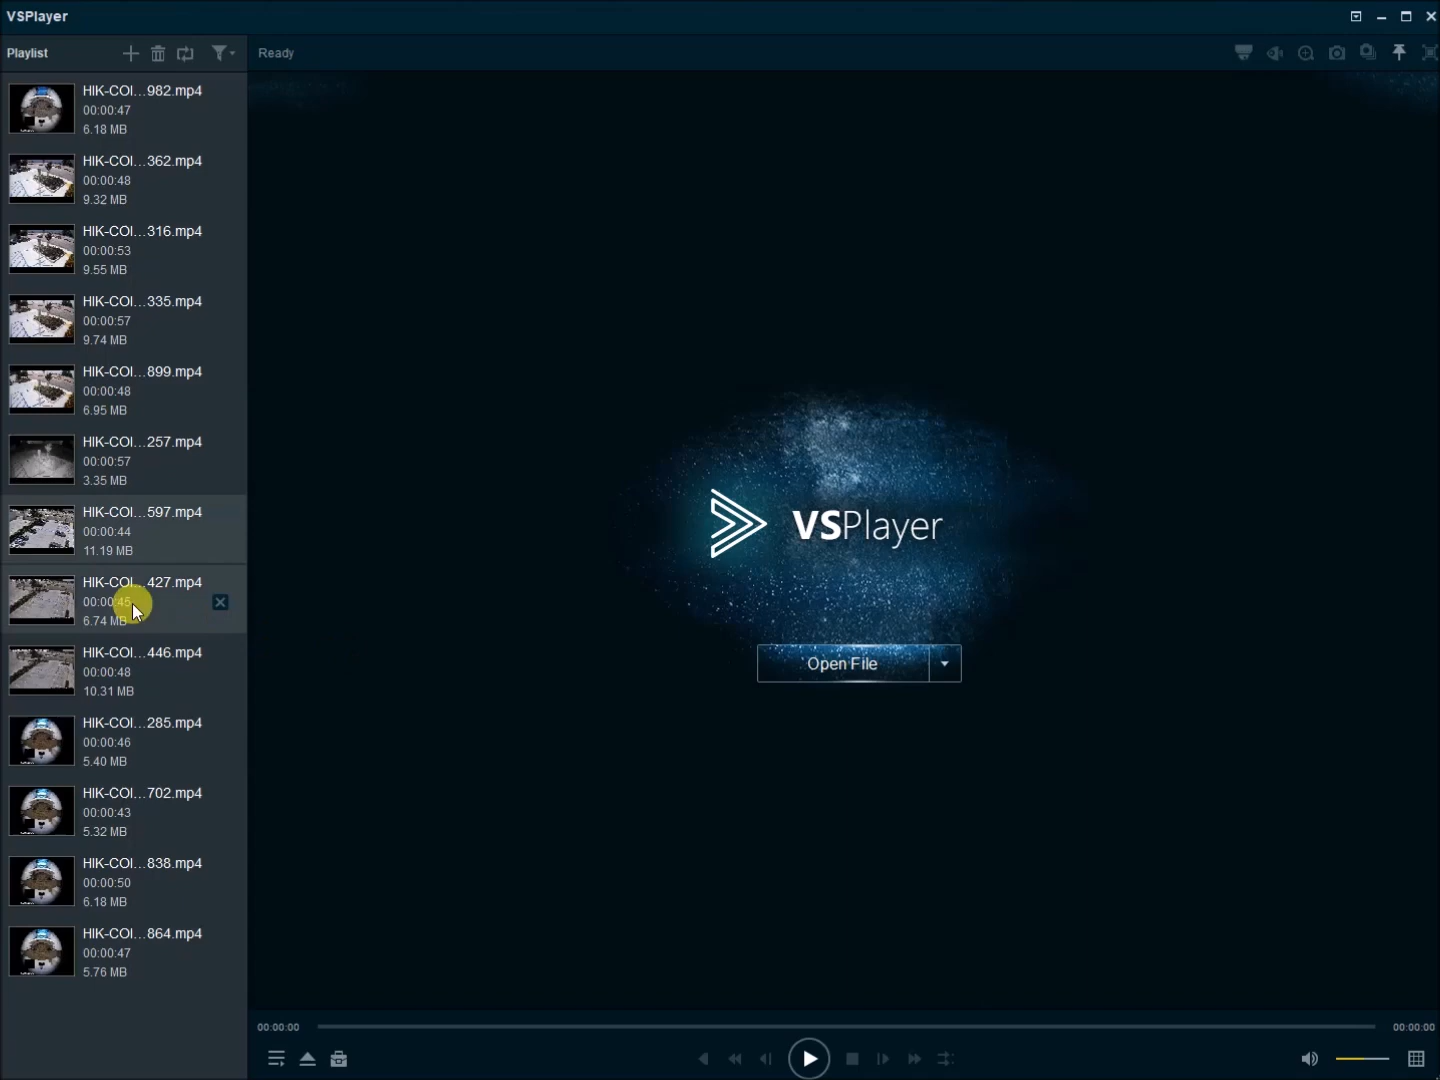 VSPlayer
Playlist
Ready
HIK-COI...982.mp4
00:00:47
6.18 MB
HIK-COI...362.mp4
00:00:48
9.32 MB
HIK-COI...316.mp4
00:00:53
9.55 MB
HIK-COI...335.mp4
00:00:57
9.74 MB
HIK-COI...899.mp4
00:00:48
6.95 MB
HIK-COI...257.mp4
00:00:57
3.35 MB
HIK-COI...597.mp4
00:00:44
11.19 MB
HIK-COI...427.mp4
00:00:45
6.74 MB
HIK-COI...446.mp4
00:00:48
10.31 MB
HIK-COI...285.mp4
00:00:46
5.40 MB
HIK-COI...702.mp4
00:00:43
5.32 MB
HIK-COI...838.mp4
00:00:50
6.18 MB
HIK-COI...864.mp4
00:00:47
5.76 MB
VSPlayer
Open File
00:00:00
00:00:00